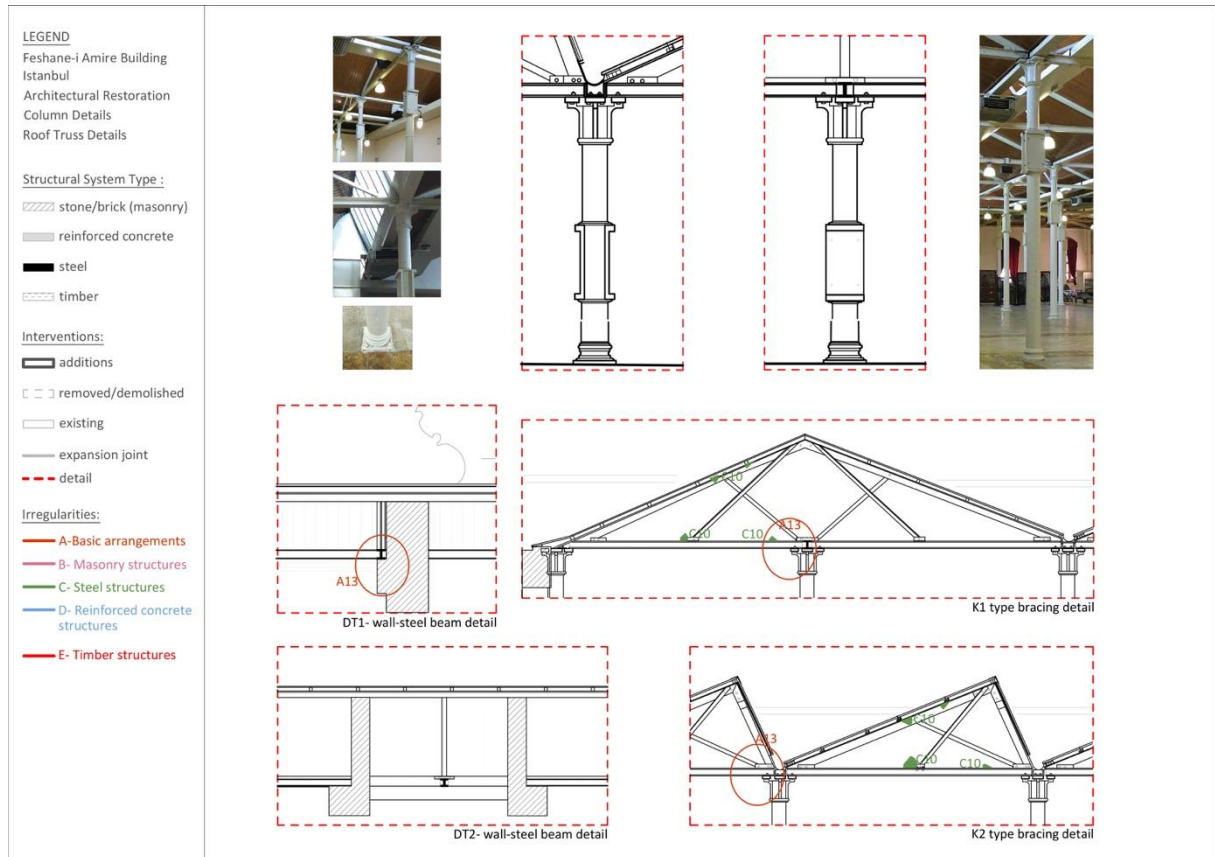 LEGEND
Feshane-i Amire Building
Istanbul
Architectural Restoration
Column Details
Roof Truss Details
Structural System Type :
stone/brick (masonry)
reinforced concrete
steel
timber
Interventions:
additions
removed/demolished
existing
expansion joint
detail
Irregularities:
A-Basic arrangements
B- Masonry structures
C- Steel structures
D- Reinforced concrete
structures
E- Timber structures
A13
DT1- wall-steel beam detail
C10
C10
C10
A13
K1 type bracing detail
DT2- wall-steel beam detail
A13
C10
C10
C10
K2 type bracing detail